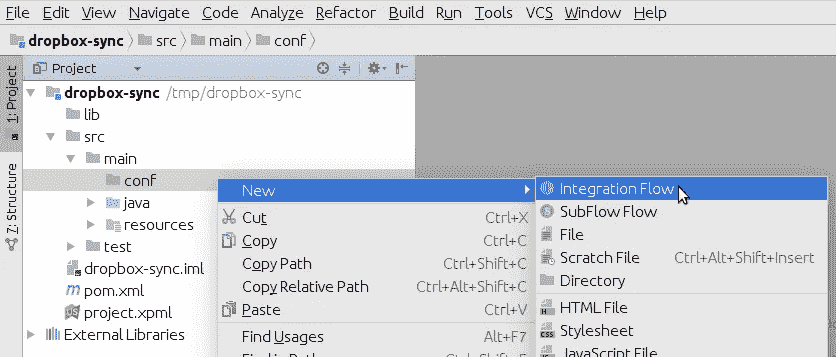 File Edit View Navigate Code Analyze Refactor Build Run Tools VCS Window Help
dropbox-sync src main conf
1: Project
Z: Structure
Project
dropbox-sync /tmp/dropbox-sync
lib
src
main
conf
java
resources
test
dropbox-sync.iml
pom.xml
project.xpml
External Libraries
New
Cut Ctrl+X
Copy Ctrl+C
Copy Path Ctrl+Shift+C
Copy Relative Path Ctrl+Alt+Shift+C
Paste Ctrl+V
Find Usages Alt+F7
Integration Flow
SubFlow Flow
File
Scratch File Ctrl+Alt+Shift+Insert
Directory
HTML File
Stylesheet
JavaScript File